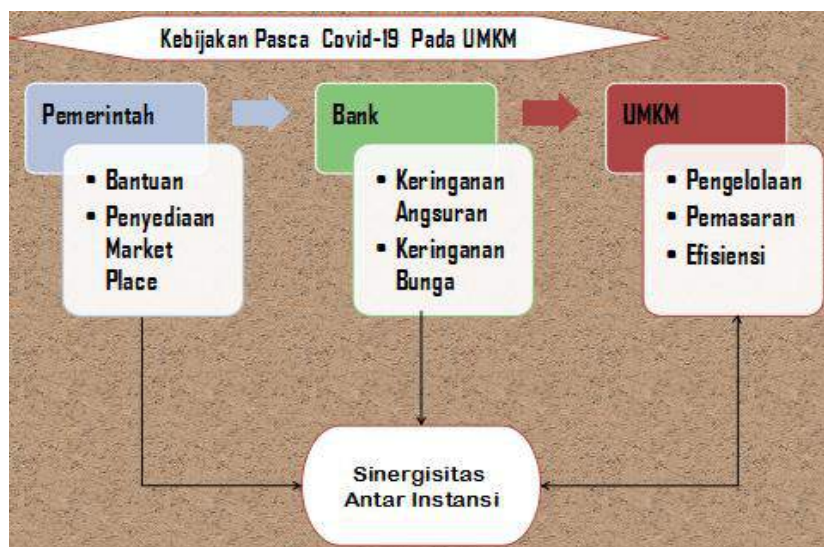 Kebijakan Pasca Covid-19 Pada UMKM
Pemerintah
▪ Bantuan
▪ Penyediaan
Market
Place
Bank
▪ Keringanan
Angsuran
▪ Keringanan
Bunga
UMKM
▪ Pengelolaan
▪ Pemasaran
▪ Efisiensi
Sinergisitas
Antar Instansi